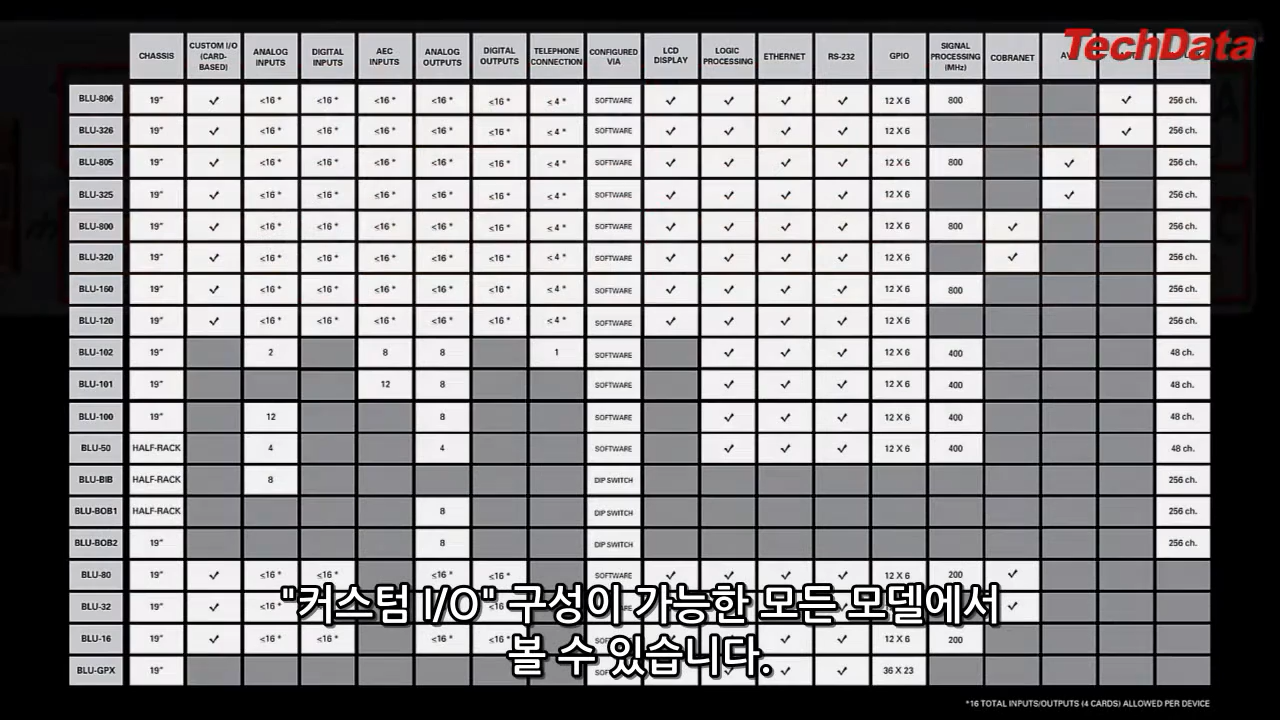 TechData
CHASSIS CUSTOM I/O (CARD-BASED) ANALOG INPUTS DIGITAL INPUTS AEC INPUTS ANALOG OUTPUTS DIGITAL OUTPUTS TELEPHONE CONNECTION CONFIGURED VIA LCD DISPLAY LOGIC PROCESSING ETHERNET RS-232 GPIO SIGNAL PROCESSING (MHz) COBRANET
BLU-806 19" ✓ <16 * <16 * <16 * <16 * <16 * ≤ 4 * SOFTWARE ✓ ✓ ✓ ✓ 12 X 6 800 ✓ 256 ch.
BLU-326 19" ✓ <16 * <16 * <16 * <16 * <16 * ≤ 4 * SOFTWARE ✓ ✓ ✓ ✓ 12 X 6 ✓ 256 ch.
BLU-805 19" ✓ <16 * <16 * <16 * <16 * <16 * ≤ 4 * SOFTWARE ✓ ✓ ✓ ✓ 12 X 6 800 ✓ 256 ch.
BLU-325 19" ✓ <16 * <16 * <16 * <16 * <16 * ≤ 4 * SOFTWARE ✓ ✓ ✓ ✓ 12 X 6 ✓ 256 ch.
BLU-800 19" ✓ <16 * <16 * <16 * <16 * <16 * ≤ 4 * SOFTWARE ✓ ✓ ✓ ✓ 12 X 6 800 ✓ 256 ch.
BLU-320 19" ✓ <16 * <16 * <16 * <16 * <16 * ≤ 4 * SOFTWARE ✓ ✓ ✓ ✓ 12 X 6 ✓ 256 ch.
BLU-160 19" ✓ <16 * <16 * <16 * <16 * <16 * ≤ 4 * SOFTWARE ✓ ✓ ✓ ✓ 12 X 6 800 256 ch.
BLU-120 19" ✓ <16 * <16 * <16 * <16 * <16 * ≤ 4 * SOFTWARE ✓ ✓ ✓ ✓ 12 X 6 256 ch.
BLU-102 19" 2 8 8 1 SOFTWARE ✓ ✓ ✓ 12 X 6 400 48 ch.
BLU-101 19" 12 8 SOFTWARE ✓ ✓ ✓ 12 X 6 400 48 ch.
BLU-100 19" 12 8 SOFTWARE ✓ ✓ ✓ 12 X 6 400 48 ch.
BLU-50 HALF-RACK 4 4 SOFTWARE ✓ ✓ ✓ 12 X 6 400 48 ch.
BLU-BIB HALF-RACK 8 DIP SWITCH 256 ch.
BLU-BOB1 HALF-RACK 8 DIP SWITCH 256 ch.
BLU-BOB2 19" 8 DIP SWITCH 256 ch.
BLU-80 19" ✓ <16 * <16 * <16 * <16 * SOFTWARE ✓ ✓ ✓ ✓ 12 X 6 200 ✓
BLU-32 19" ✓ ✓
BLU-16 19" ✓ <16 * <16 * <16 * <16 * 12 X 6 200
BLU-GPX 19" ✓ ✓ 36 X 23
"커스텀 I/O" 구성이 가능한 모든 모델에서
볼 수 있습니다.
*16 TOTAL INPUTS/OUTPUTS (4 CARDS) ALLOWED PER DEVICE